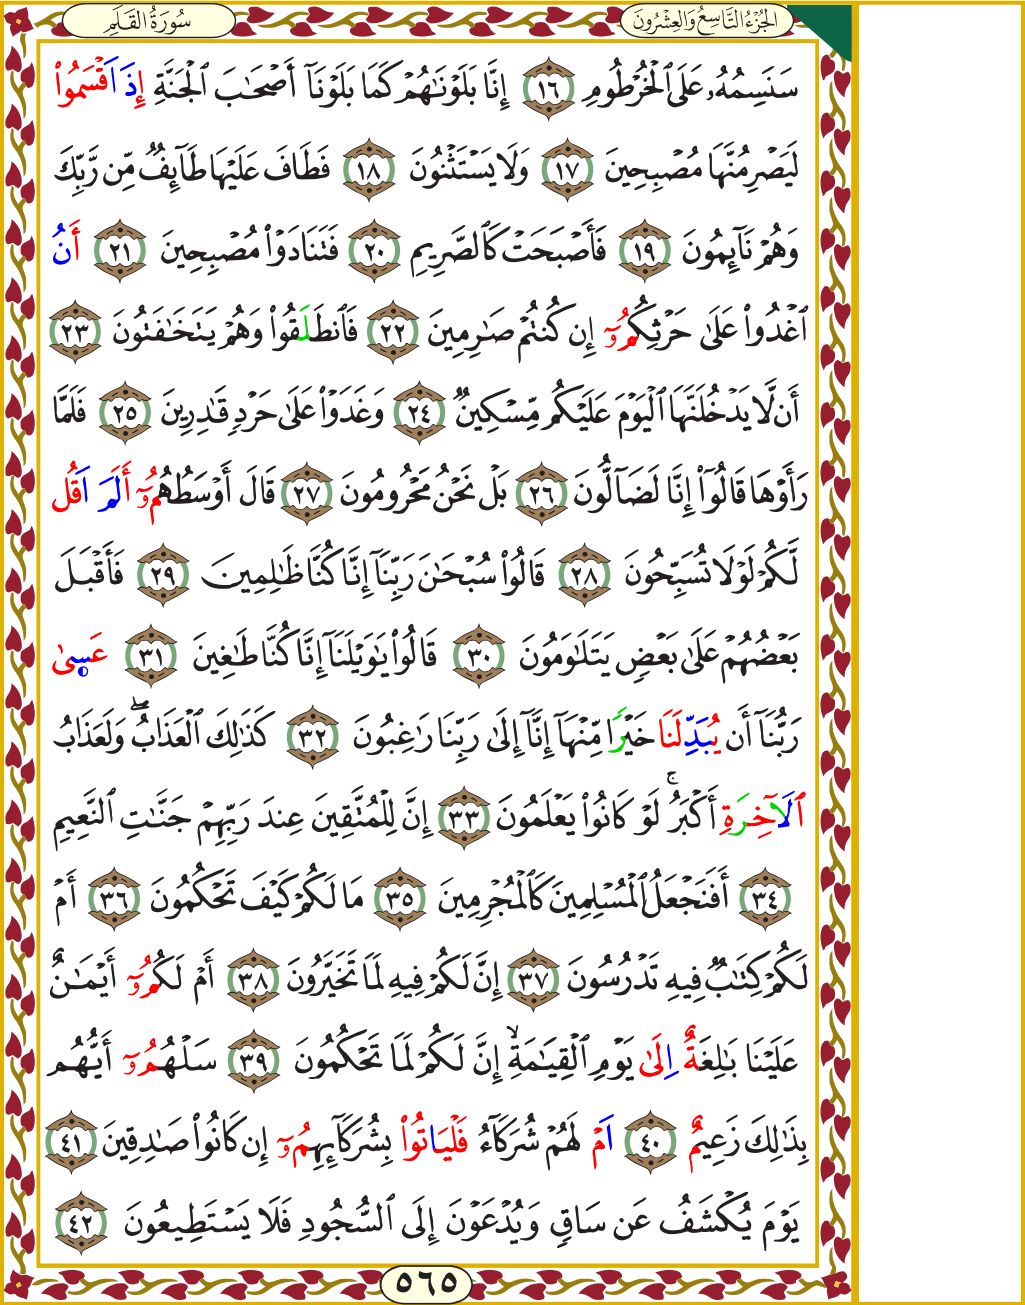 الجُزْءُ التَّاسِعُ وَالعِشْرُونَ
سُورَةُ القَلَمِ
سَنَسِمُهُۥ عَلَى ٱلْخُرْطُومِ ١٦ إِنَّا بَلَوْنَٰهُمْ كَمَا بَلَوْنَآ أَصْحَٰبَ ٱلْجَنَّةِ إِذَ اَقْسَمُوا۟
لَيَصْرِمُنَّهَا مُصْبِحِينَ ١٧ وَلَا يَسْتَثْنُونَ ١٨ فَطَافَ عَلَيْهَا طَآئِفٌ مِّن رَّبِّكَ
وَهُمْ نَآئِمُونَ ١٩ فَأَصْبَحَتْ كَٱلصَّرِيمِ ٢٠ فَتَنَادَوْا۟ مُصْبِحِينَ ٢١ أَنُ
ٱغْدُوا۟ عَلَىٰ حَرْثِكُمُۥٓ إِن كُنتُمْ صَٰرِمِينَ ٢٢ فَٱنطَلَقُوا۟ وَهُمْ يَتَخَٰفَتُونَ ٢٣
أَن لَّا يَدْخُلَنَّهَا ٱلْيَوْمَ عَلَيْكُم مِّسْكِينٌ ٢٤ وَغَدَوْا۟ عَلَىٰ حَرْدٍ قَٰدِرِينَ ٢٥ فَلَمَّا
رَأَوْهَا قَالُوٓا۟ إِنَّا لَضَآلُّونَ ٢٦ بَلْ نَحْنُ مَحْرُومُونَ ٢٧ قَالَ أَوْسَطُهُمُۥٓ أَلَمَ اَقُل
لَّكُمْ لَوْلَا تُسَبِّحُونَ ٢٨ قَالُوا۟ سُبْحَٰنَ رَبِّنَآ إِنَّا كُنَّا ظَٰلِمِينَ ٢٩ فَأَقْبَلَ
بَعْضُهُمْ عَلَىٰ بَعْضٍ يَتَلَٰوَمُونَ ٣٠ قَالُوا۟ يَٰوَيْلَنَآ إِنَّا كُنَّا طَٰغِينَ ٣١ عَسىٰ
رَبُّنَآ أَن يُبَدِّلَنَا خَيْرًا مِّنْهَآ إِنَّآ إِلَىٰ رَبِّنَا رَٰغِبُونَ ٣٢ كَذَٰلِكَ ٱلْعَذَابُ ۖ وَلَعَذَابُ
ٱلَاخِرَةِ أَكْبَرُ ۚ لَوْ كَانُوا۟ يَعْلَمُونَ ٣٣ إِنَّ لِلْمُتَّقِينَ عِندَ رَبِّهِمْ جَنَّٰتِ ٱلنَّعِيمِ
٣٤ أَفَنَجْعَلُ ٱلْمُسْلِمِينَ كَٱلْمُجْرِمِينَ ٣٥ مَا لَكُمْ كَيْفَ تَحْكُمُونَ ٣٦ أَمْ
لَكُمْ كِتَٰبٌ فِيهِ تَدْرُسُونَ ٣٧ إِنَّ لَكُمْ فِيهِ لَمَا تَخَيَّرُونَ ٣٨ أَمْ لَكُمُۥٓ أَيْمَٰنٌ
عَلَيْنَا بَٰلِغَةٌ اِلَىٰ يَوْمِ ٱلْقِيَٰمَةِ ۙ إِنَّ لَكُمْ لَمَا تَحْكُمُونَ ٣٩ سَلْهُمُۥٓ أَيُّهُم
بِذَٰلِكَ زَعِيمٌ ٤٠ اَمْ لَهُمْ شُرَكَآءُ فَلْيَاتُوا۟ بِشُرَكَآئِهِمُۥٓ إِن كَانُوا۟ صَٰدِقِينَ ٤١
يَوْمَ يُكْشَفُ عَن سَاقٍ وَيُدْعَوْنَ إِلَى ٱلسُّجُودِ فَلَا يَسْتَطِيعُونَ ٤٢
٥٦٥